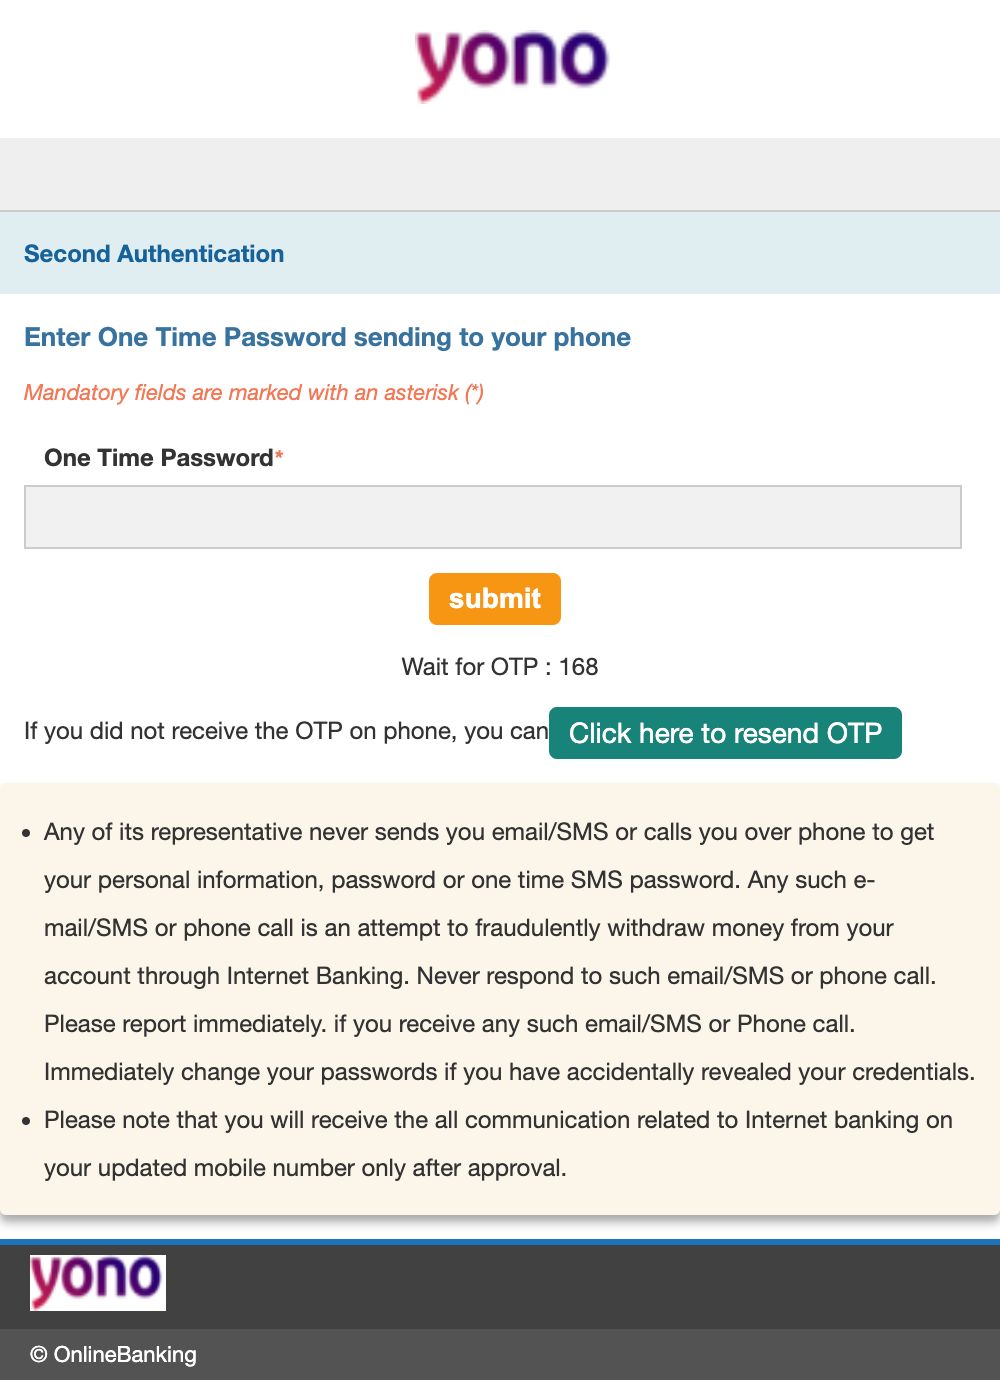 yono
Second Authentication
Enter One Time Password sending to your phone
Mandatory fields are marked with an asterisk (*)
One Time Password*
submit
Wait for OTP : 168
If you did not receive the OTP on phone, you can Click here to resend OTP
• Any of its representative never sends you email/SMS or calls you over phone to get
your personal information, password or one time SMS password. Any such e-
mail/SMS or phone call is an attempt to fraudulently withdraw money from your
account through Internet Banking. Never respond to such email/SMS or phone call.
Please report immediately. if you receive any such email/SMS or Phone call.
Immediately change your passwords if you have accidentally revealed your credentials.
• Please note that you will receive the all communication related to Internet banking on
your updated mobile number only after approval.
yono
© OnlineBanking